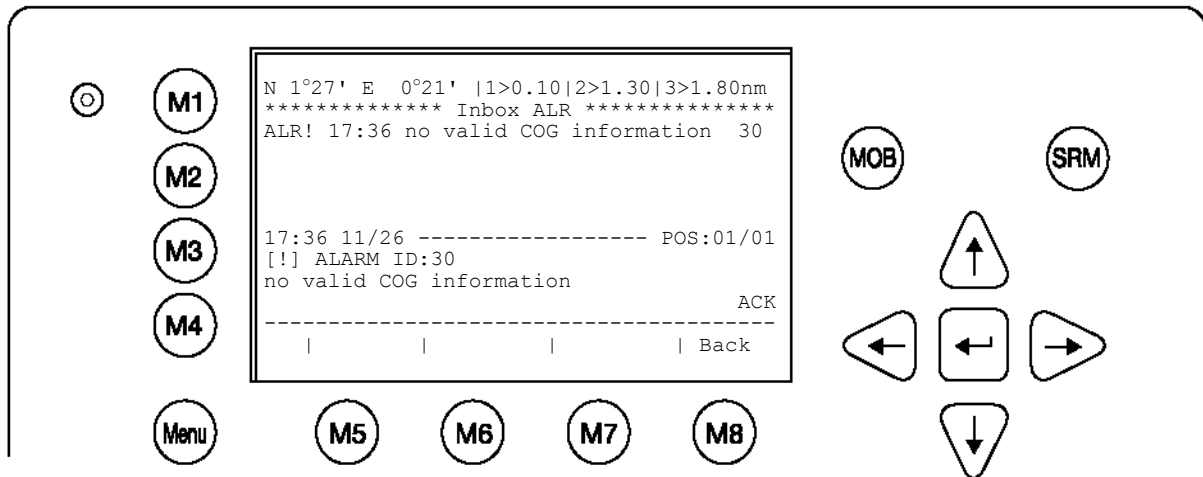 N 1°27' E  0°21' |1>0.10|2>1.30|3>1.80nm
************** Inbox ALR ***************
ALR! 17:36 no valid COG information  30
17:36 11/26 ------------------ POS:01/01
[!] ALARM ID:30
no valid COG information
ACK
----------------------------------------
|        |         |         | Back
M1
M2
M3
M4
Menu
M5
M6
M7
M8
MOB
SRM